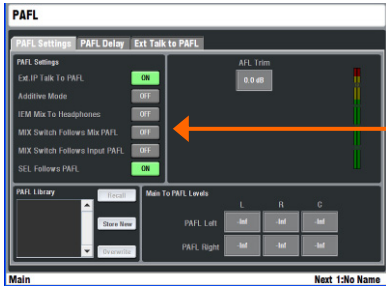 PAFL
PAFL Settings PAFL Delay Ext Talk to PAFL
PAFL Settings
Ext.IP Talk To PAFL ON
Additive Mode OFF
IEM Mix To Headphones OFF
MIX Switch Follows Mix PAFL OFF
MIX Switch Follows Input PAFL OFF
SEL Follows PAFL ON
AFL Trim
0.0 dB
PAFL Library
Recall
Store New
Overwrite
Main To PAFL Levels
L R C
PAFL Left -Inf -Inf -Inf
PAFL Right -Inf -Inf -Inf
Main Next 1:No Name